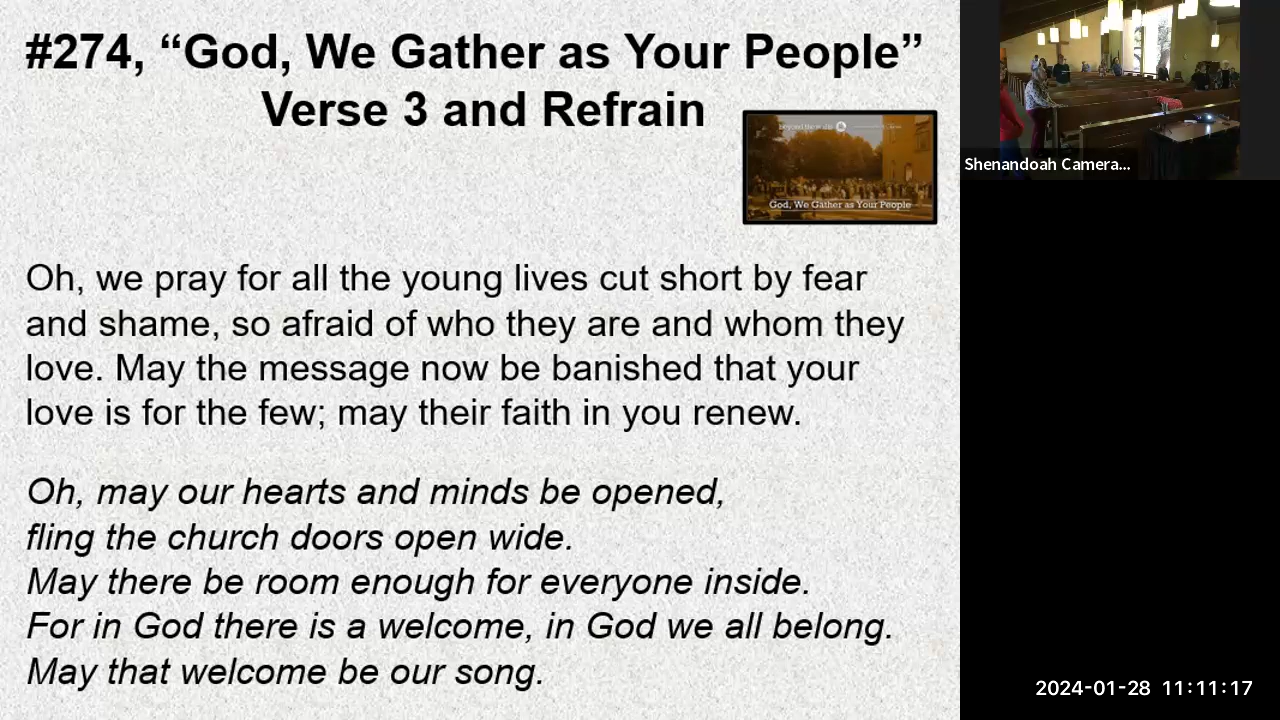 #274, “God, We Gather as Your People”
Verse 3 and Refrain
God, We Gather as Your People
Shenandoah Camera...
Oh, we pray for all the young lives cut short by fear
and shame, so afraid of who they are and whom they
love. May the message now be banished that your
love is for the few; may their faith in you renew.
Oh, may our hearts and minds be opened,
fling the church doors open wide.
May there be room enough for everyone inside.
For in God there is a welcome, in God we all belong.
May that welcome be our song.
2024-01-28 11:11:17